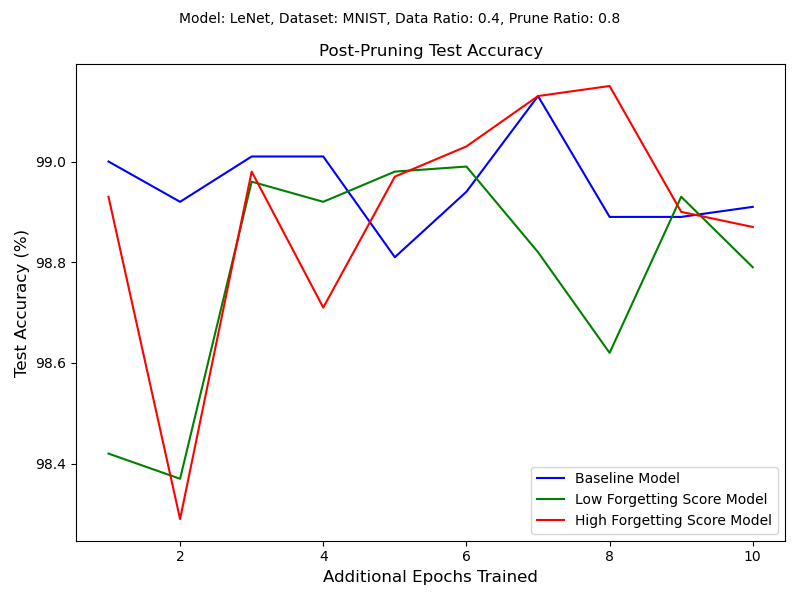 Model: LeNet, Dataset: MNIST, Data Ratio: 0.4, Prune Ratio: 0.8
Post-Pruning Test Accuracy
Test Accuracy (%)
99.0
98.8
98.6
98.4
Baseline Model
Low Forgetting Score Model
High Forgetting Score Model
2 4 6 8 10
Additional Epochs Trained